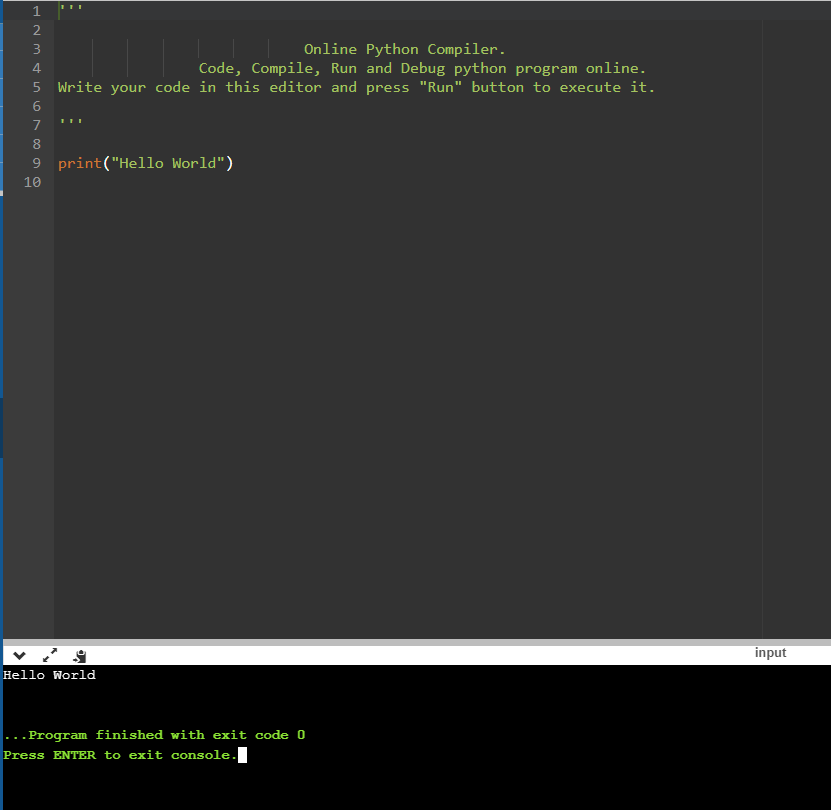 1 '''
2
3 Online Python Compiler.
4 Code, Compile, Run and Debug python program online.
5 Write your code in this editor and press "Run" button to execute it.
6
7 '''
8
9 print("Hello World")
10
input
Hello World
...Program finished with exit code 0
Press ENTER to exit console.